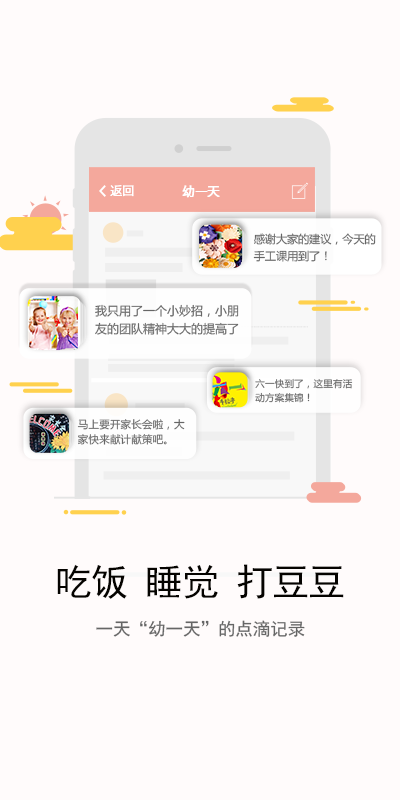 返回
幼一天
感谢大家的建议，今天的
手工课用到了！
我只用了一个小妙招，小朋
友的团队精神大大的提高了
六一快到了，这里有活
动方案集锦！
马上要开家长会啦，大
家快来献计献策吧。
吃饭 睡觉 打豆豆
一天“幼一天”的点滴记录